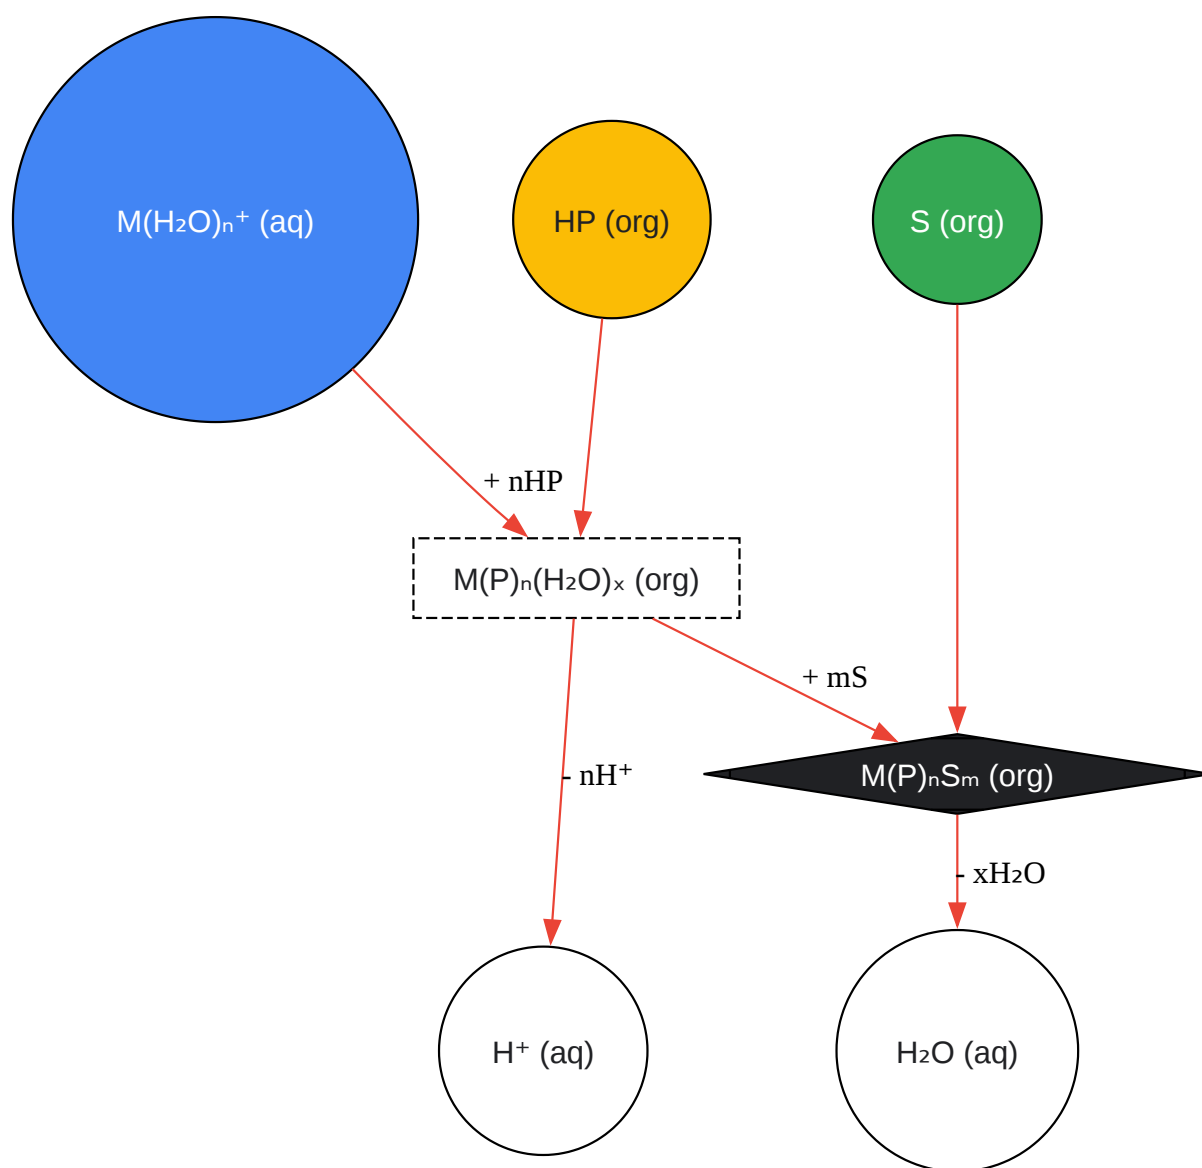 M(H₂O)ₙ⁺ (aq)
HP (org)
S (org)
+ nHP
M(P)ₙ(H₂O)ₓ (org)
+ mS
- nH⁺
M(P)ₙSₘ (org)
- xH₂O
H⁺ (aq)
H₂O (aq)